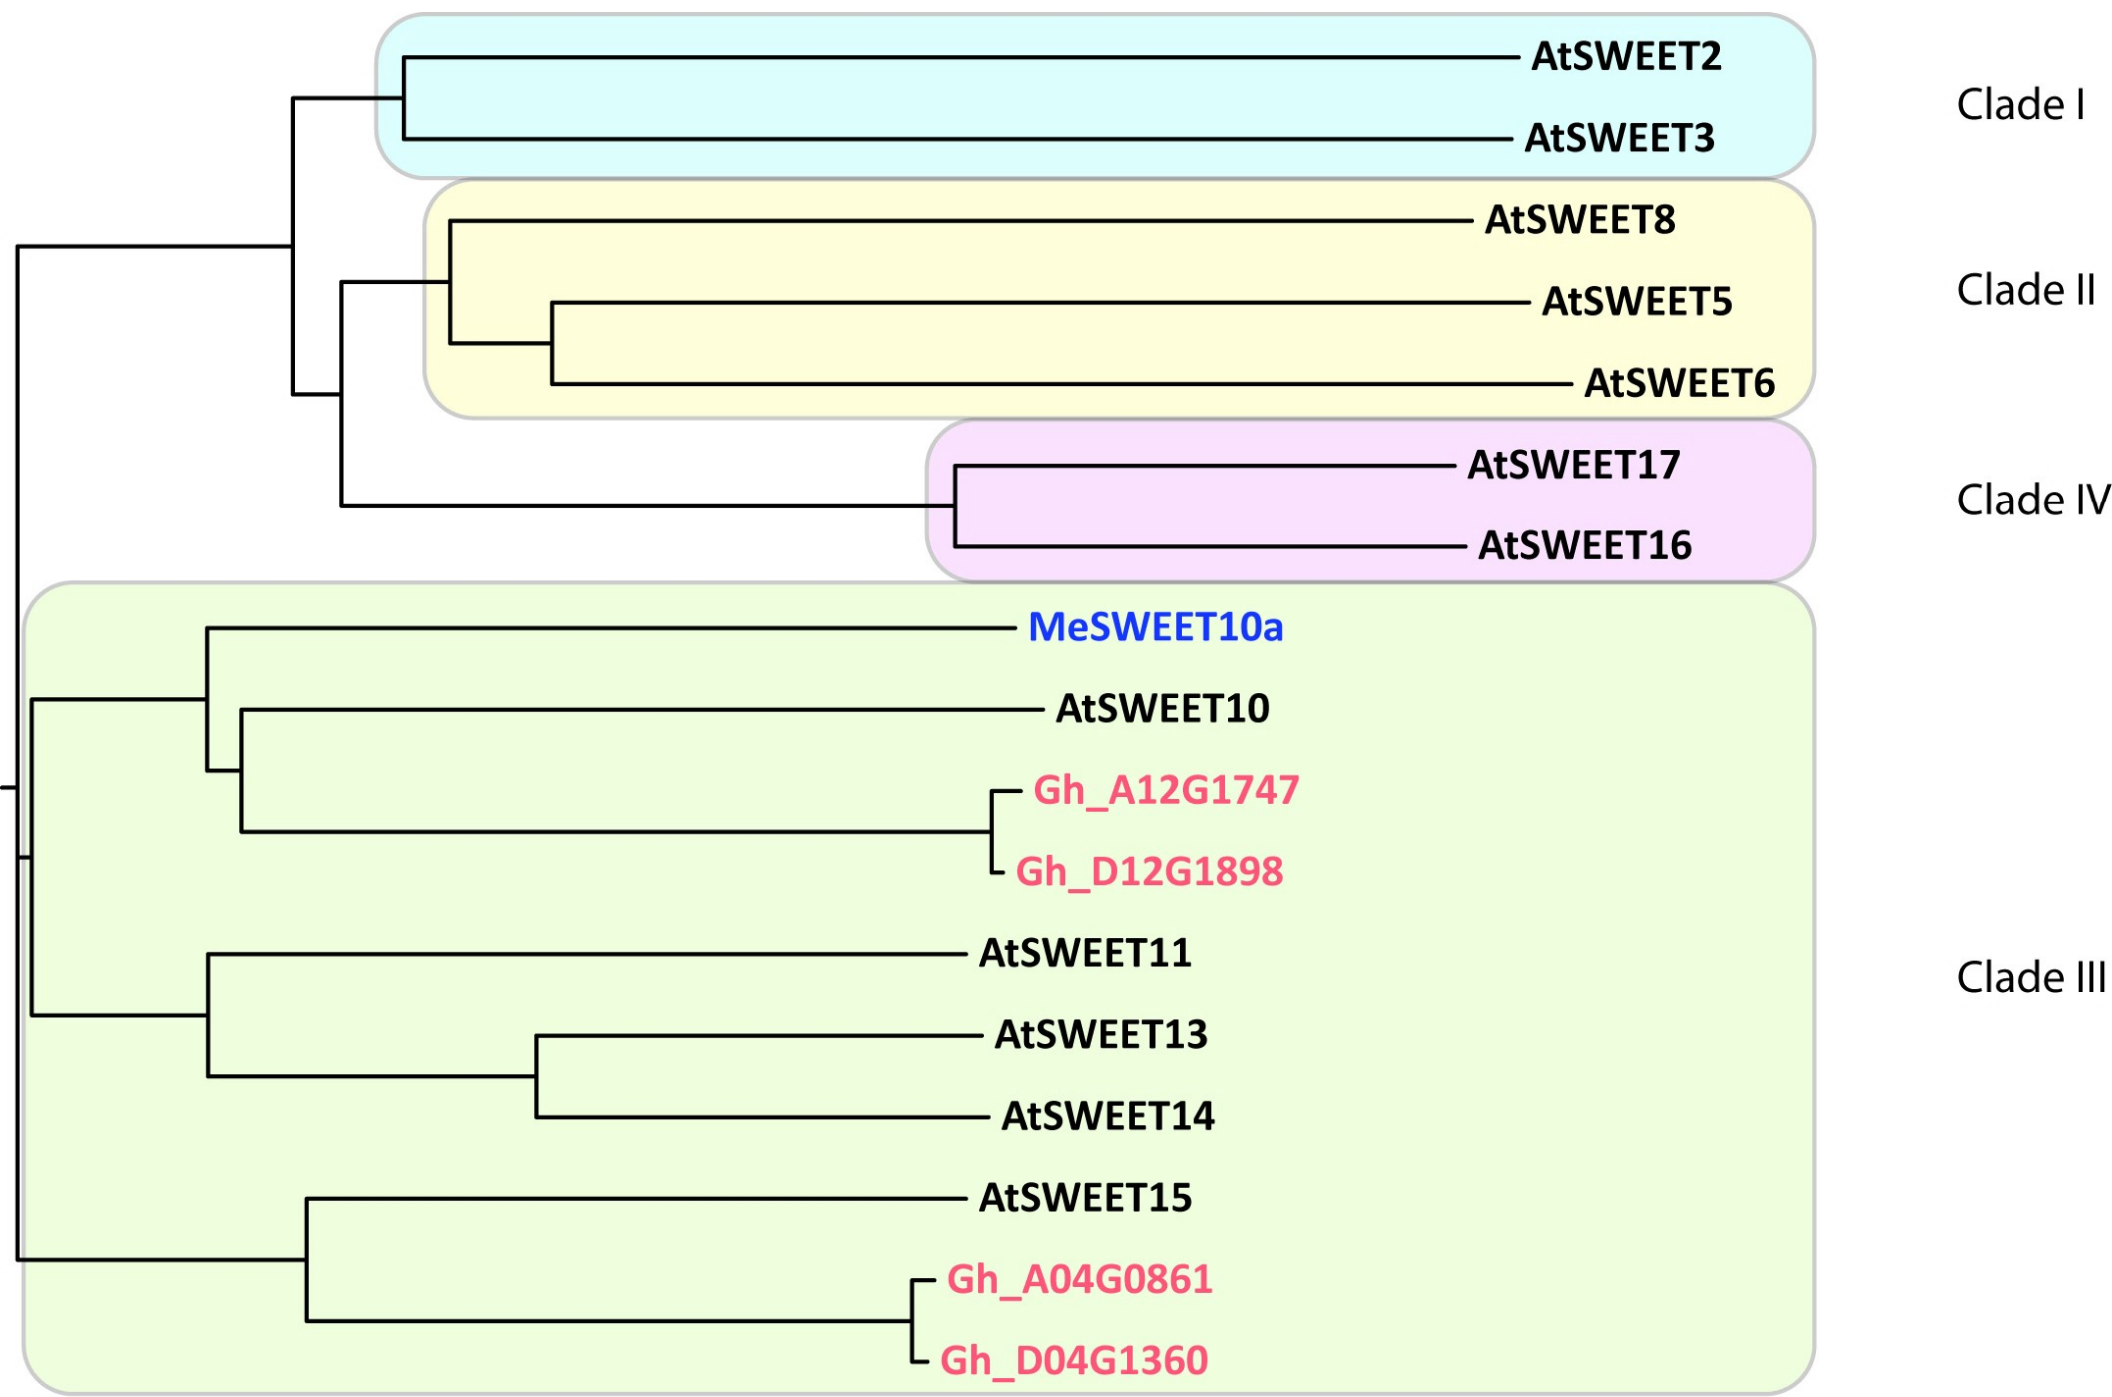 AtSWEET2
AtSWEET3
Clade I
AtSWEET8
AtSWEET5
AtSWEET6
Clade II
AtSWEET17
AtSWEET16
Clade IV
MeSWEET10a
AtSWEET10
Gh_A12G1747
Gh_D12G1898
AtSWEET11
AtSWEET13
AtSWEET14
AtSWEET15
Gh_A04G0861
Gh_D04G1360
Clade III